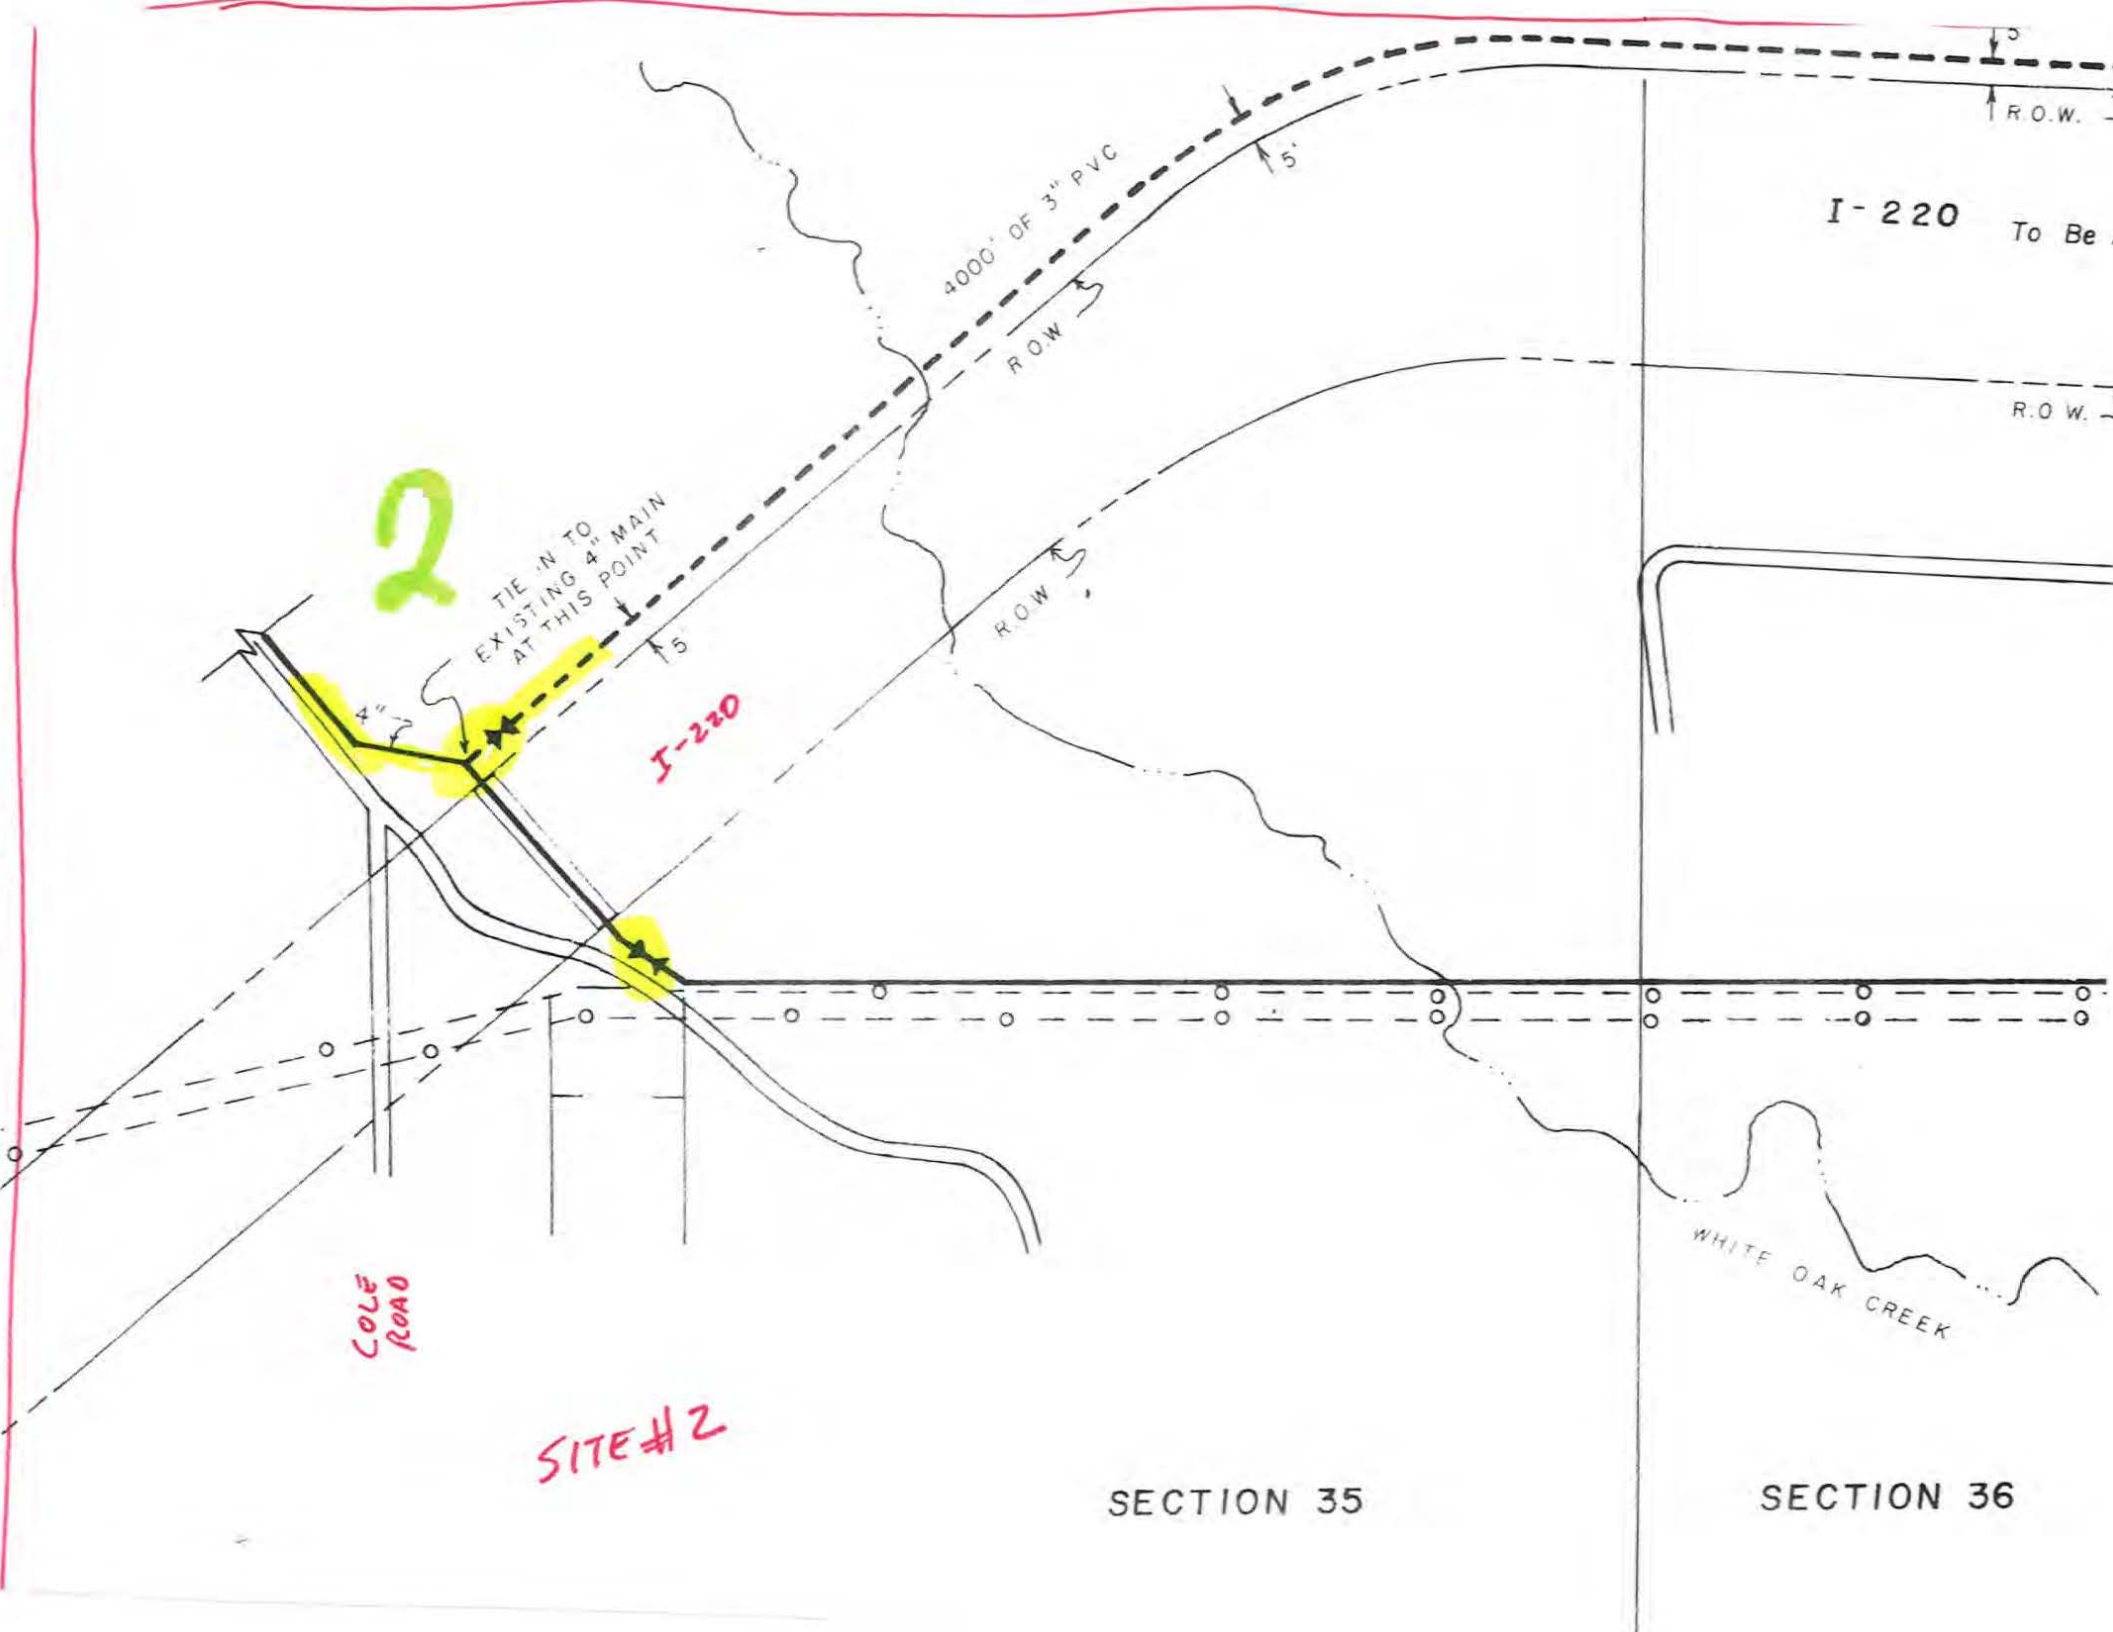 5'
R.O.W.
I-220 To Be
4000' OF 3" PVC
5'
R.O.W
R.O.W.
2
TIE IN TO
EXISTING 4" MAIN
AT THIS POINT
5'
R.O.W
4"
I-220
WHITE OAK CREEK
COLE
ROAD
SITE #2
SECTION 35
SECTION 36